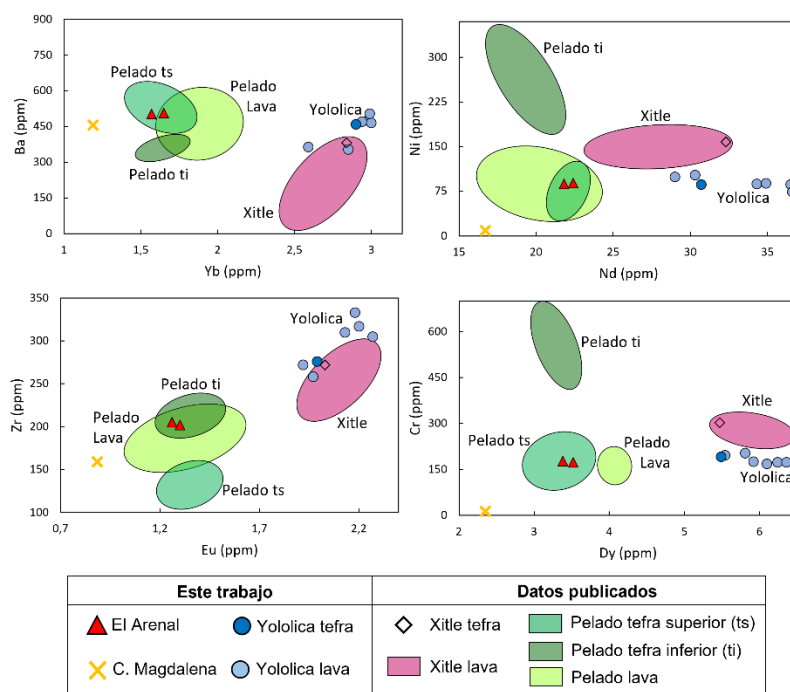 900
750
600
450
300
150
0
Ba (ppm)
Pelado ts
Pelado
Lava
Yololica
Pelado ti
Xitle
1
1,5
2
2,5
3
Yb (ppm)
300
150
75
0
225
Ni (ppm)
Pelado ti
Xitle
Pelado
Lava
Yololica
15
20
25
30
35
Nd (ppm)
350
300
250
200
150
100
Zr (ppm)
Yololica
Pelado ti
Pelado
Lava
Xitle
Pelado ts
0,7
1,2
1,7
2,2
Eu (ppm)
600
450
300
150
0
Cr (ppm)
Pelado ti
Xitle
Pelado ts
Pelado
Lava
Yololica
2
3
4
5
6
Dy (ppm)
Este trabajo
Datos publicados
El Arenal
Yololica tefra
C. Magdalena
Yololica lava
Xitle tefra
Xitle lava
Pelado tefra superior (ts)
Pelado tefra inferior (ti)
Pelado lava